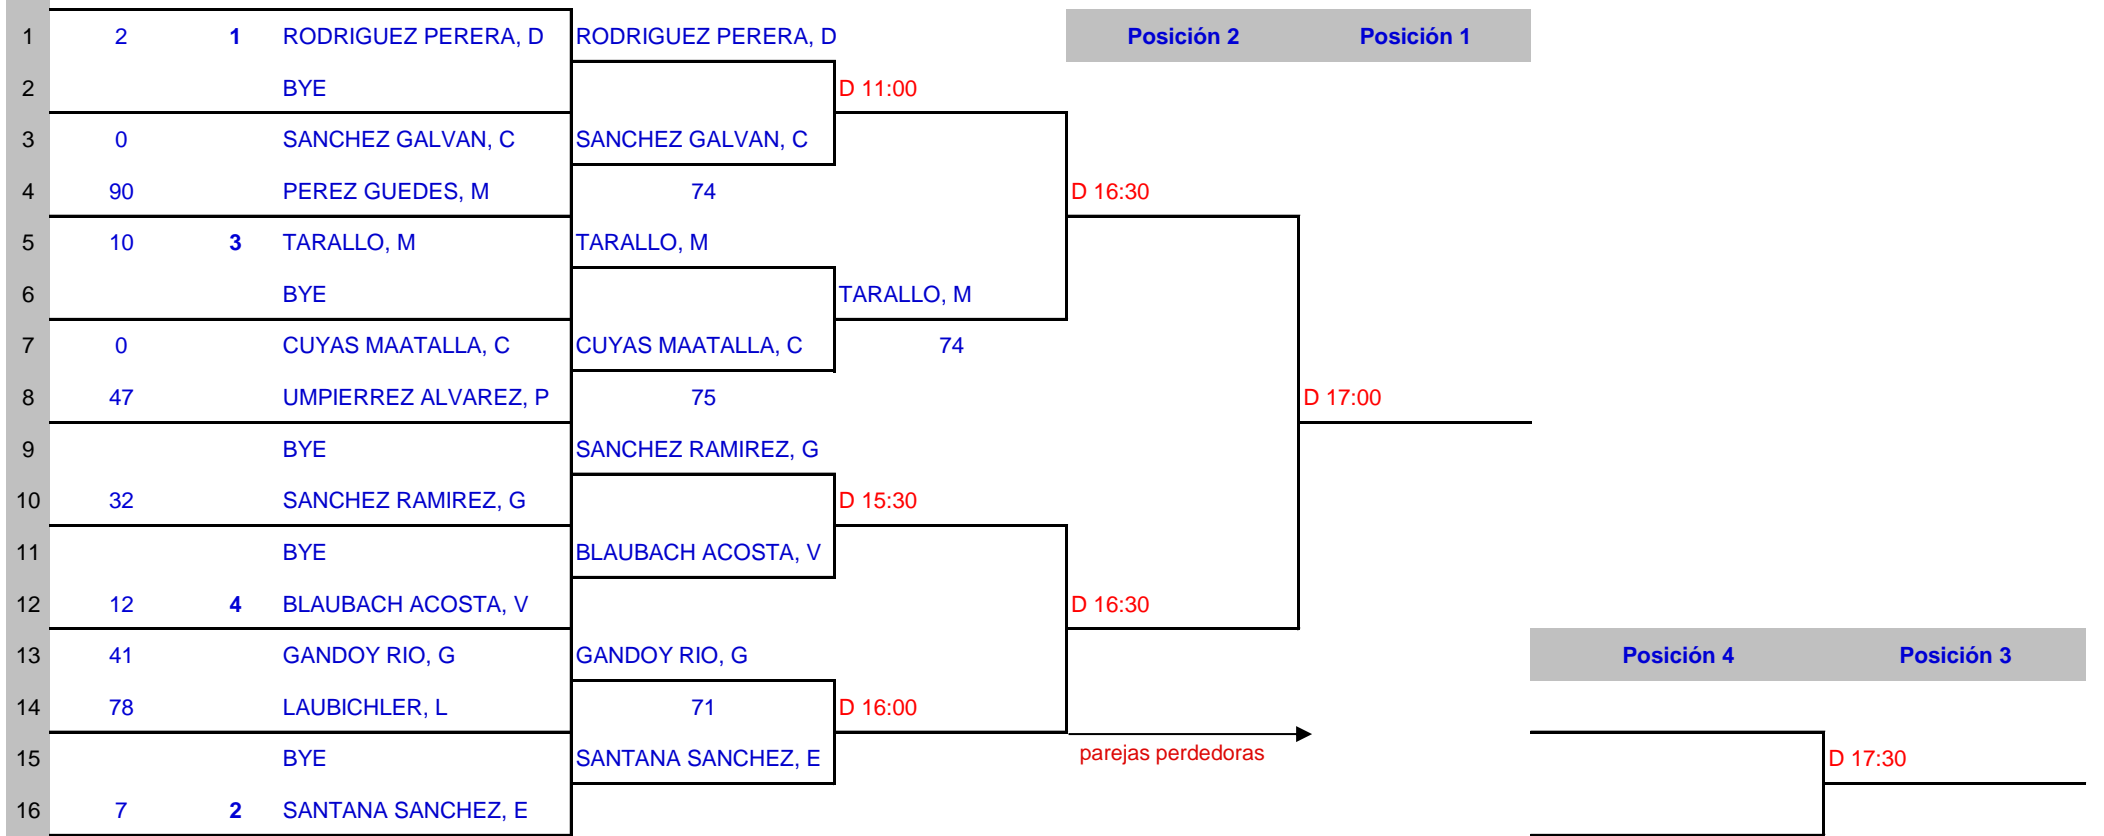 1 2 1 RODRIGUEZ PERERA, D RODRIGUEZ PERERA, D Posición 2 Posición 1
2 BYE D 11:00
3 0 SANCHEZ GALVAN, C SANCHEZ GALVAN, C
4 90 PEREZ GUEDES, M 74 D 16:30
5 10 3 TARALLO, M TARALLO, M
6 BYE TARALLO, M
7 0 CUYAS MAATALLA, C CUYAS MAATALLA, C 74
8 47 UMPIERREZ ALVAREZ, P 75 D 17:00
9 BYE SANCHEZ RAMIREZ, G
10 32 SANCHEZ RAMIREZ, G D 15:30
11 BYE BLAUBACH ACOSTA, V
12 12 4 BLAUBACH ACOSTA, V D 16:30
13 41 GANDOY RIO, G GANDOY RIO, G Posición 4 Posición 3
14 78 LAUBICHLER, L 71 D 16:00
15 BYE SANTANA SANCHEZ, E parejas perdedoras D 17:30
16 7 2 SANTANA SANCHEZ, E